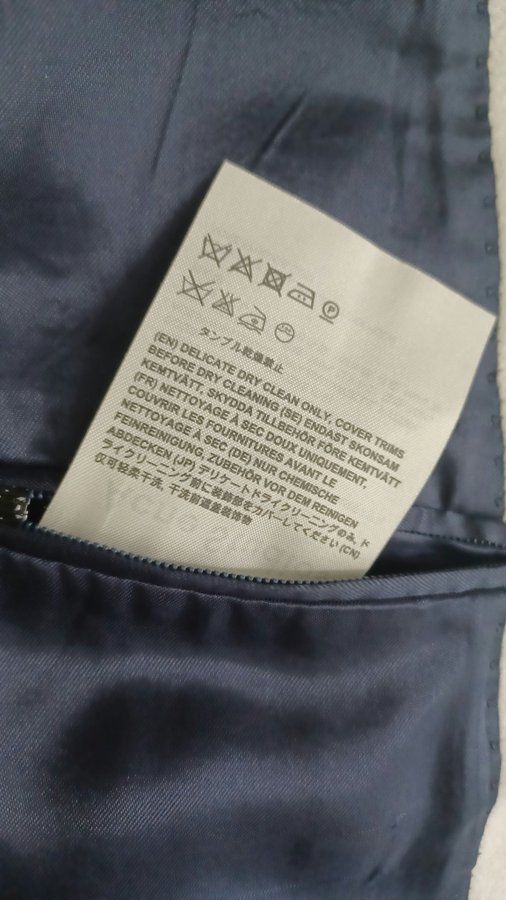 P
タンブル乾燥禁止
(EN) DELICATE DRY CLEAN ONLY, COVER TRIMS
BEFORE DRY CLEANING (SE) ENDAST SKONSAM
KEMTVÄTT, SKYDDA TILLBEHÖR FÖRE KEMTVÄTT
(FR) NETTOYAGE À SEC DOUX UNIQUEMENT,
COUVRIR LES FOURNITURES AVANT LE
NETTOYAGE À SEC (DE) NUR CHEMISCHE
FEINREINIGUNG, ZUBEHÖR VOR DEM REINIGEN
ABDECKEN (JP) デリケートドライクリーニングのみ, ド
ライクリーニング前に装飾部をカバーしてください (CN)
仅可轻柔干洗, 干洗前遮盖装饰物